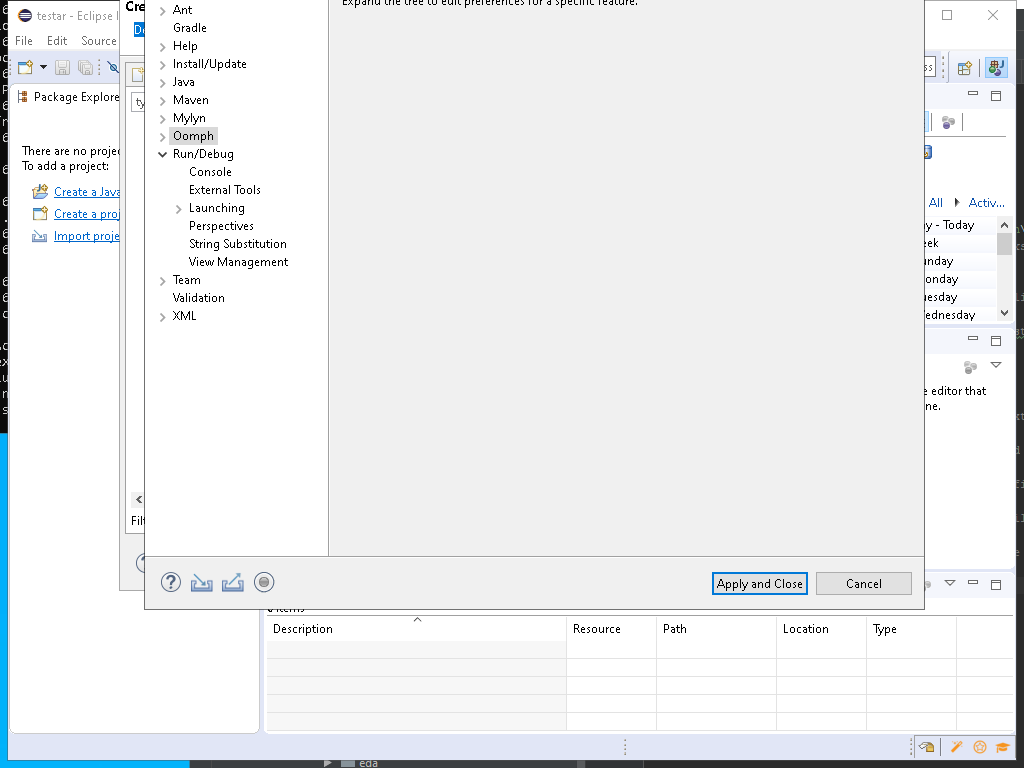 testar - Eclipse I
Cre
Expand the tree to edit preferences for a specific feature.
File Edit Source
Package Explore
There are no projec
To add a project:
Create a Java
Create a proj
Import proje
Ant
Gradle
Help
Install/Update
Java
Maven
Mylyn
Oomph
Run/Debug
Console
External Tools
Launching
Perspectives
String Substitution
View Management
Team
Validation
XML
ty
Filt
All Activ...
y - Today
eek
unday
onday
uesday
ednesday
e editor that
ne.
Apply and Close Cancel
items
Description Resource Path Location Type
eda